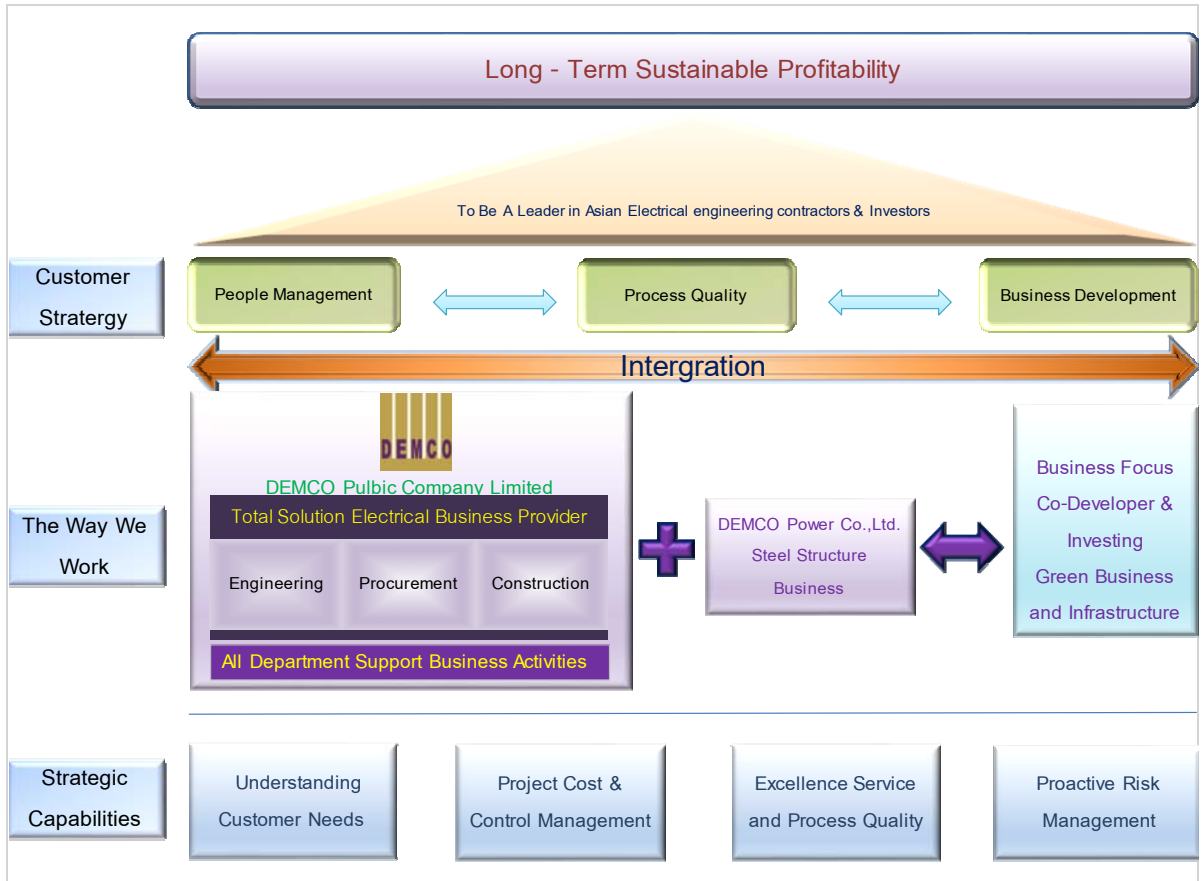 Long - Term Sustainable Profitability
To Be A Leader in Asian Electrical engineering contractors & Investors
Customer
Stratergy
People Management
Process Quality
Business Development
Intergration
The Way We
Work
DEMCO
DEMCO Pulbic Company Limited
Total Solution Electrical Business Provider
Engineering
Procurement
Construction
All Department Support Business Activities
DEMCO Power Co.,Ltd.
Steel Structure
Business
Business Focus
Co-Developer &
Investing
Green Business
and Infrastructure
Strategic
Capabilities
Understanding
Customer Needs
Project Cost &
Control Management
Excellence Service
and Process Quality
Proactive Risk
Management